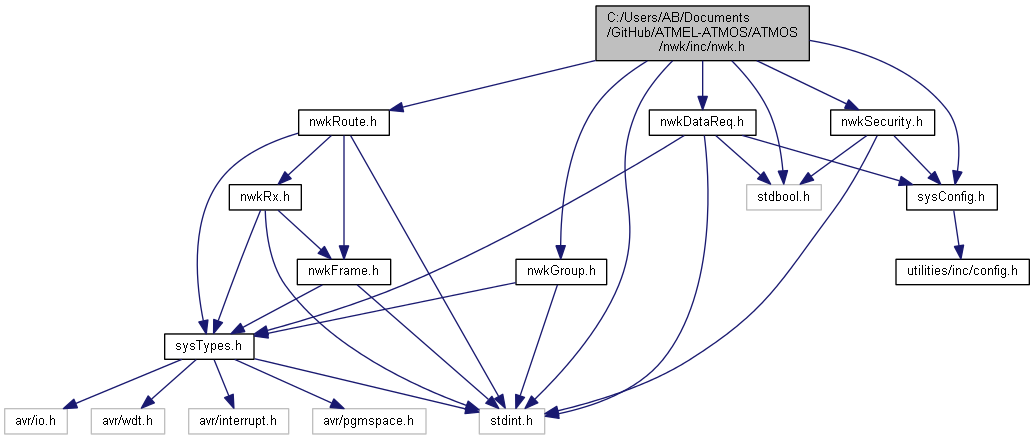 C:/Users/AB/Documents
/GitHub/ATMEL-ATMOS/ATMOS
/nwk/inc/nwk.h
nwkRoute.h
nwkDataReq.h
nwkSecurity.h
nwkRx.h
stdbool.h
sysConfig.h
nwkFrame.h
nwkGroup.h
utilities/inc/config.h
sysTypes.h
avr/io.h
avr/wdt.h
avr/interrupt.h
avr/pgmspace.h
stdint.h